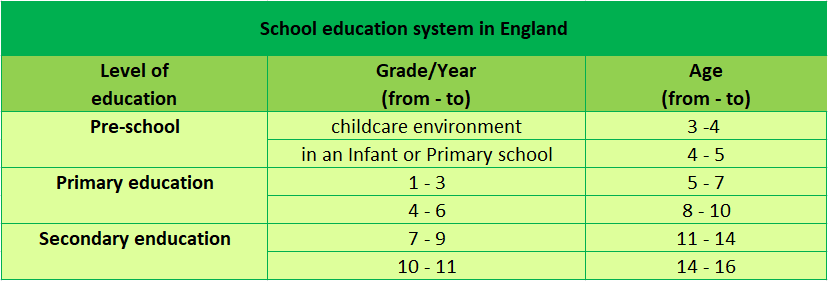 School education system in England
Level of education Grade/Year (from - to) Age (from - to)
Pre-school childcare environment 3 -4
in an Infant or Primary school 4 - 5
Primary education 1 - 3 5 - 7
4 - 6 8 - 10
Secondary enducation 7 - 9 11 - 14
10 - 11 14 - 16